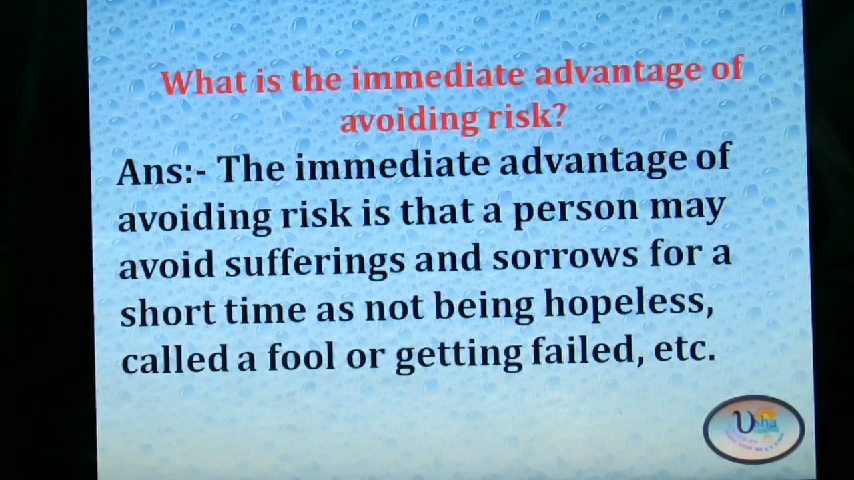 What is the immediate advantage of
avoiding risk?
Ans:- The immediate advantage of
avoiding risk is that a person may
avoid sufferings and sorrows for a
short time as not being hopeless,
called a fool or getting failed, etc.
Usha